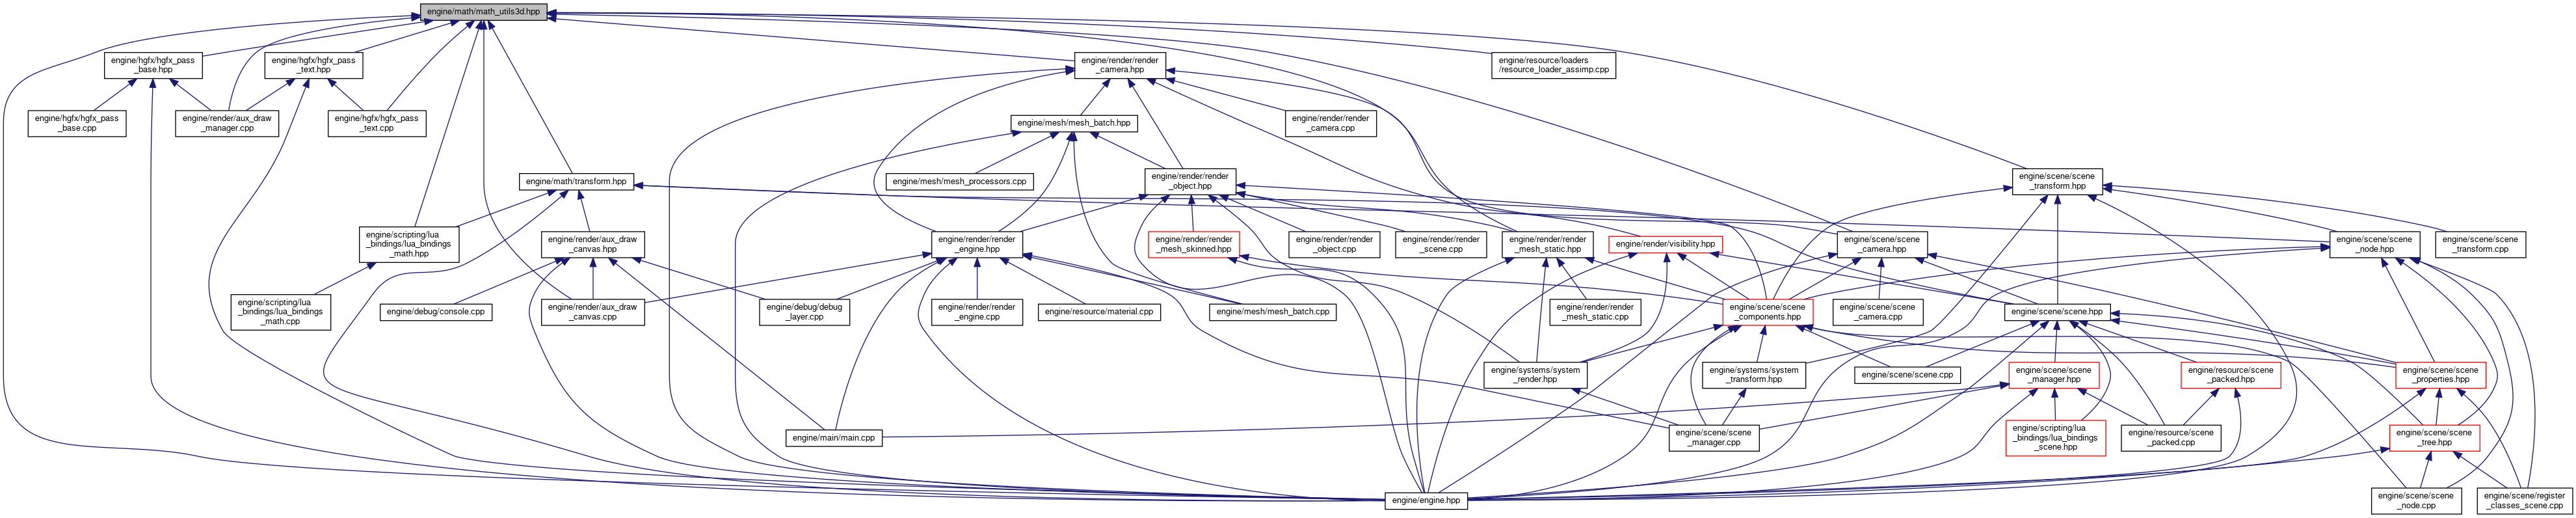 engine/math/math_utils3d.hpp
engine/hgfx/hgfx_pass
_base.hpp
engine/hgfx/hgfx_pass
_text.hpp
engine/render/render
_camera.hpp
engine/resource/loaders
/resource_loader_assimp.cpp
engine/hgfx/hgfx_pass
_base.cpp
engine/render/aux_draw
_manager.cpp
engine/hgfx/hgfx_pass
_text.cpp
engine/mesh/mesh_batch.hpp
engine/render/render
_camera.cpp
engine/math/transform.hpp
engine/mesh/mesh_processors.cpp
engine/render/render
_object.hpp
engine/scene/scene
_transform.hpp
engine/scripting/lua
_bindings/lua_bindings
_math.hpp
engine/render/aux_draw
_canvas.hpp
engine/render/render
_engine.hpp
engine/render/render
_mesh_skinned.hpp
engine/render/render
_object.cpp
engine/render/render
_scene.cpp
engine/render/render
_mesh_static.hpp
engine/render/visibility.hpp
engine/scene/scene
_camera.hpp
engine/scene/scene
_node.hpp
engine/scene/scene
_transform.cpp
engine/scripting/lua
_bindings/lua_bindings
_math.cpp
engine/debug/console.cpp
engine/render/aux_draw
_canvas.cpp
engine/debug/debug
_layer.cpp
engine/render/render
_engine.cpp
engine/resource/material.cpp
engine/mesh/mesh_batch.cpp
engine/render/render
_mesh_static.cpp
engine/scene/scene
_components.hpp
engine/scene/scene
_camera.cpp
engine/scene/scene.hpp
engine/systems/system
_render.hpp
engine/systems/system
_transform.hpp
engine/scene/scene.cpp
engine/scene/scene
_manager.hpp
engine/resource/scene
_packed.hpp
engine/scene/scene
_properties.hpp
engine/main/main.cpp
engine/scene/scene
_manager.cpp
engine/scripting/lua
_bindings/lua_bindings
_scene.hpp
engine/resource/scene
_packed.cpp
engine/scene/scene
_tree.hpp
engine/engine.hpp
engine/scene/scene
_node.cpp
engine/scene/register
_classes_scene.cpp